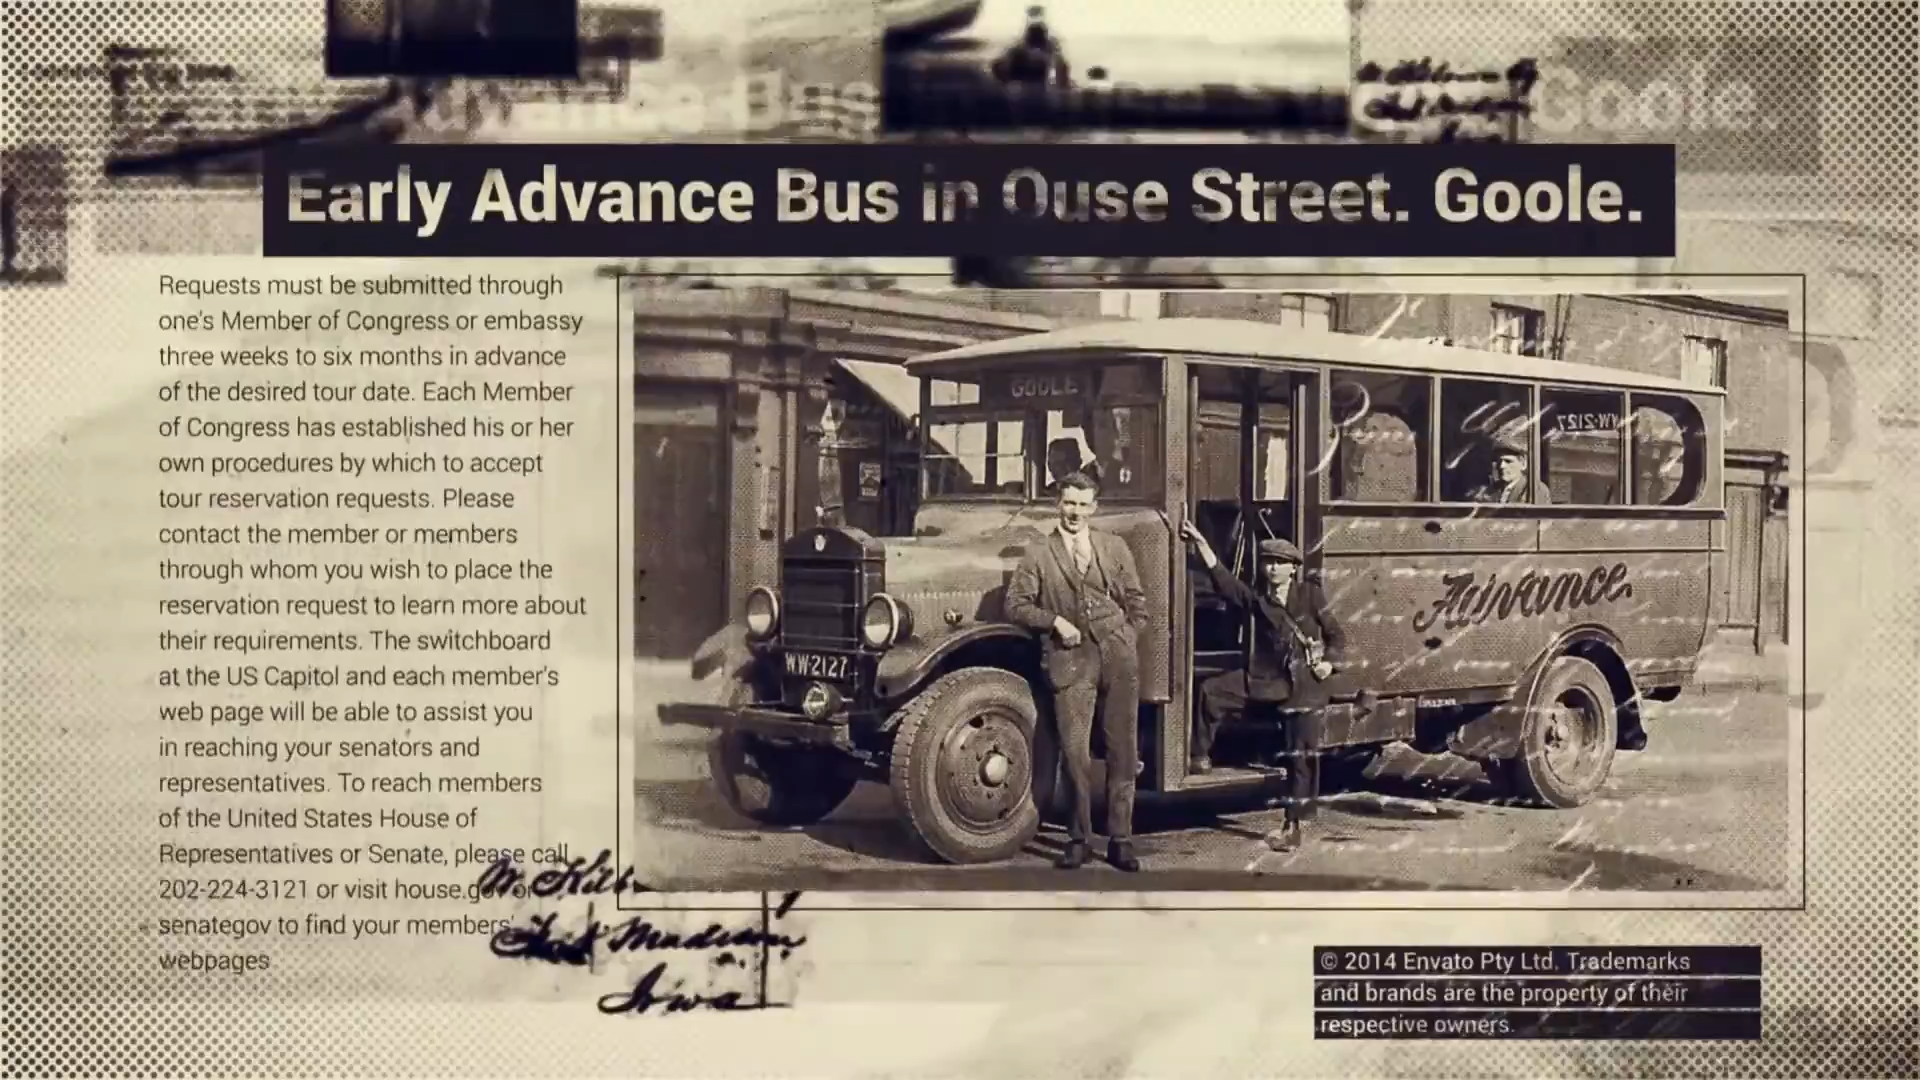 Early Advance Bus in Ouse Street. Goole.
Requests must be submitted through
one's Member of Congress or embassy
three weeks to six months in advance
of the desired tour date. Each Member
of Congress has established his or her
own procedures by which to accept
tour reservation requests. Please
contact the member or members
through whom you wish to place the
reservation request to learn more about
their requirements. The switchboard
at the US Capitol and each member's
web page will be able to assist you
in reaching your senators and
representatives. To reach members
of the United States House of
Representatives or Senate, please call
202-224-3121 or visit house.gov or
senategov to find your members'
webpages
GOOLE
WW-2127
Advance
Madison
Iowa
© 2014 Envato Pty Ltd. Trademarks
and brands are the property of their
respective owners.